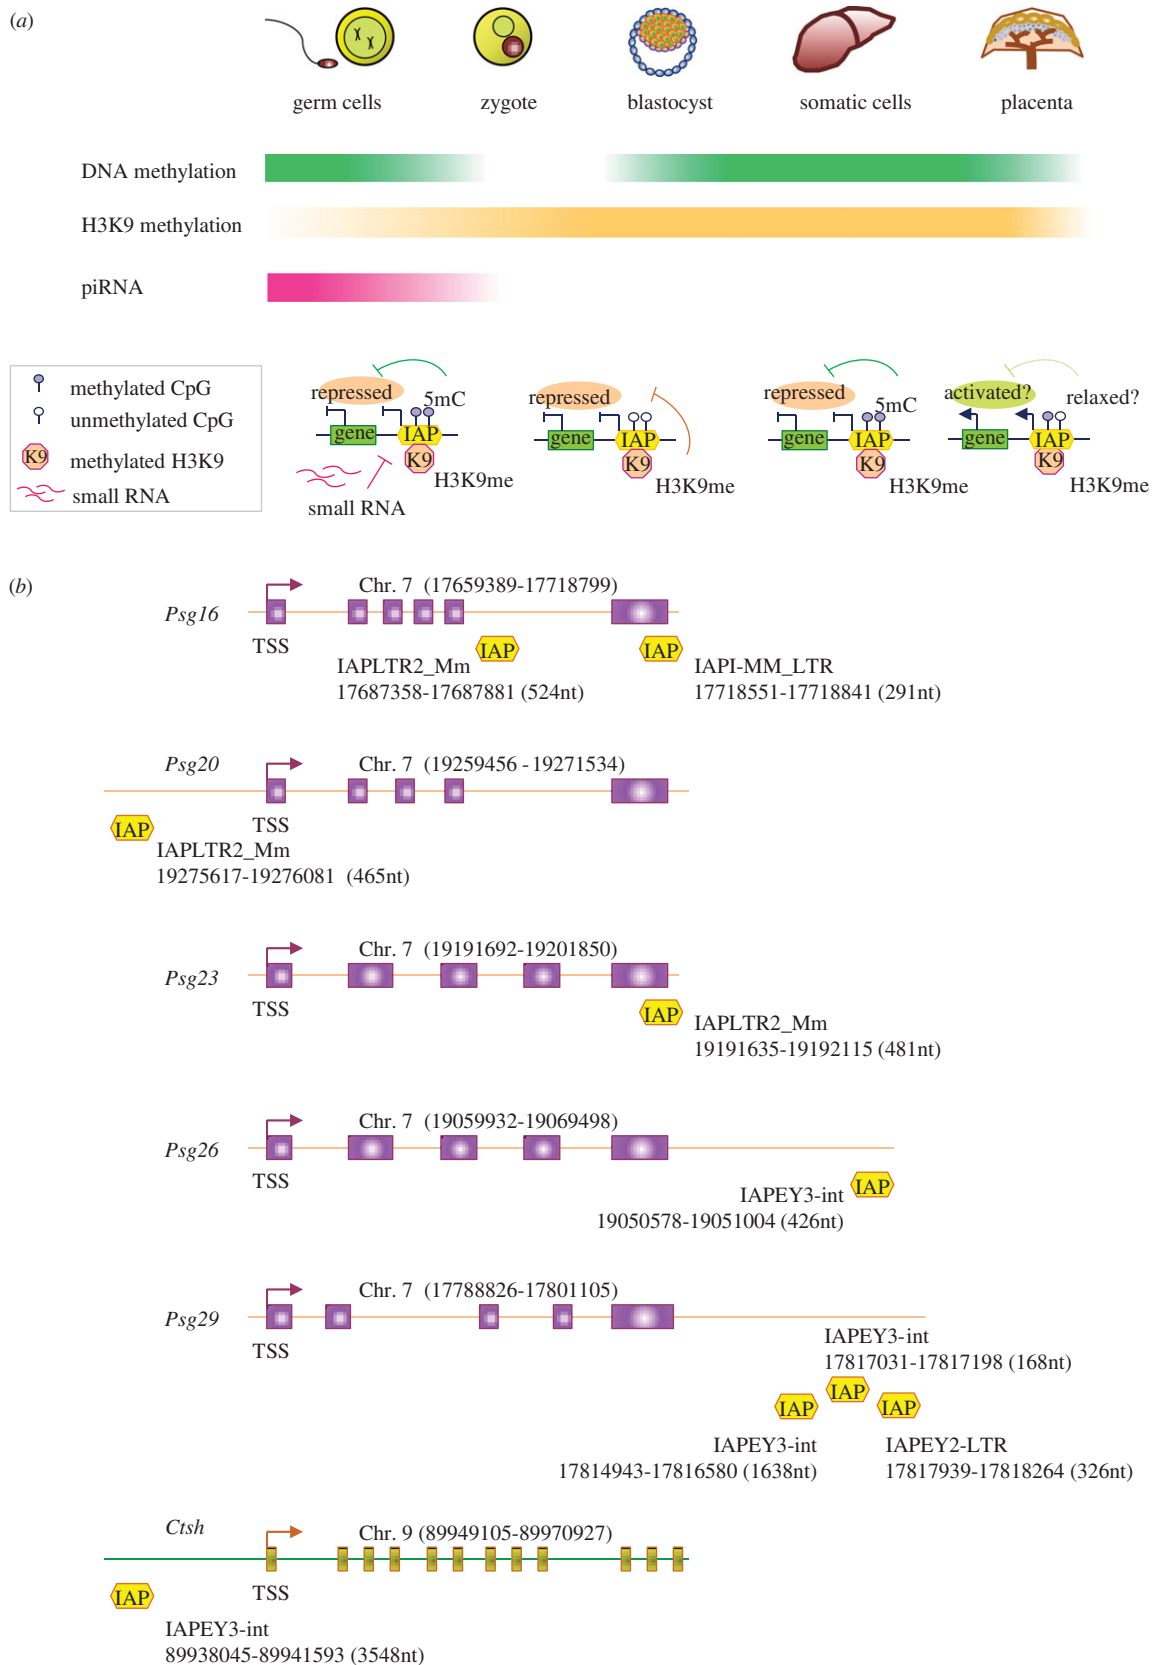 (a)
germ cells
zygote
blastocyst
somatic cells
placenta
DNA methylation
H3K9 methylation
piRNA
methylated CpG
unmethylated CpG
K9 methylated H3K9
small RNA
repressed
5mC
gene
IAP
K9
H3K9me
small RNA
repressed
gene
IAP
K9
H3K9me
repressed
5mC
gene
IAP
K9
H3K9me
activated?
relaxed?
gene
IAP
K9
H3K9me
(b)
Psg16
Chr. 7 (17659389-17718799)
TSS
IAP
IAPLTR2_Mm
17687358-17687881 (524nt)
IAP
IAPI-MM_LTR
17718551-17718841 (291nt)
Psg20
Chr. 7 (19259456 - 19271534)
TSS
IAP
IAPLTR2_Mm
19275617-19276081 (465nt)
Psg23
Chr. 7 (19191692-19201850)
TSS
IAP
IAPLTR2_Mm
19191635-19192115 (481nt)
Psg26
Chr. 7 (19059932-19069498)
TSS
IAP
IAPEY3-int
19050578-19051004 (426nt)
Psg29
Chr. 7 (17788826-17801105)
TSS
IAPEY3-int
17817031-17817198 (168nt)
IAP
IAP
IAP
IAPEY3-int
17814943-17816580 (1638nt)
IAPEY2-LTR
17817939-17818264 (326nt)
Ctsh
Chr. 9 (89949105-89970927)
TSS
IAP
IAPEY3-int
89938045-89941593 (3548nt)